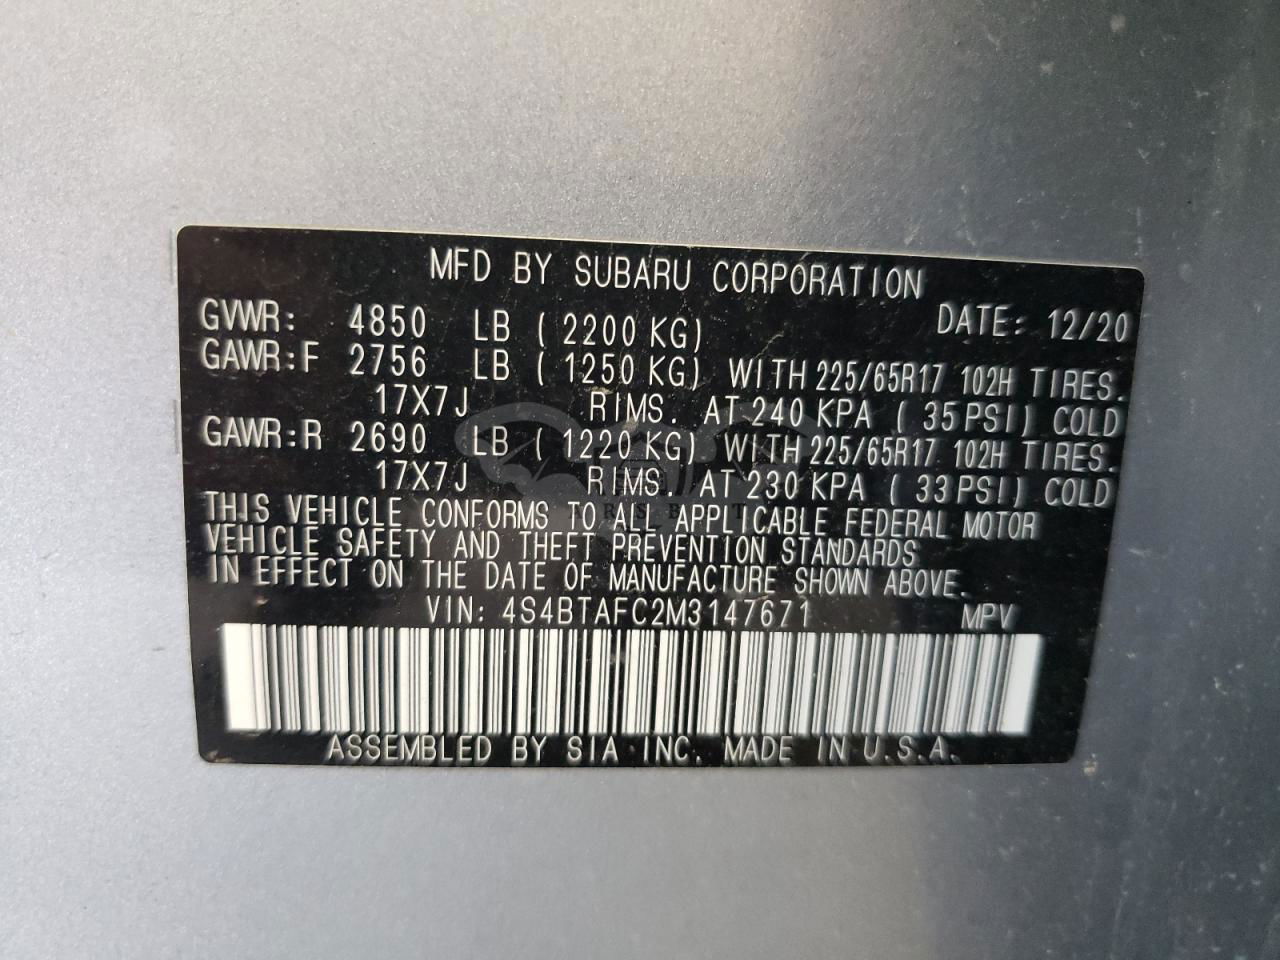 MFD BY SUBARU CORPORATION
GVWR: 4850 LB ( 2200 KG) DATE: 12/20
GAWR:F 2756 LB ( 1250 KG) WITH 225/65R17 102H TIRES.
17X7J RIMS. AT 240 KPA ( 35PSI) COLD
GAWR:R 2690 LB ( 1220 KG) WITH 225/65R17 102H TIRES.
17X7J RIMS. AT 230 KPA ( 33PSI) COLD
THIS VEHICLE CONFORMS TO ALL APPLICABLE FEDERAL MOTOR
VEHICLE SAFETY AND THEFT PREVENTION STANDARDS
IN EFFECT ON THE DATE OF MANUFACTURE SHOWN ABOVE.
VIN: 4S4BTAFC2M3147671 MPV
ASSEMBLED BY SIA INC. MADE IN U.S.A.